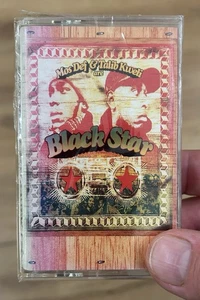 Mos Def & Talib Kweli
are
Black Star